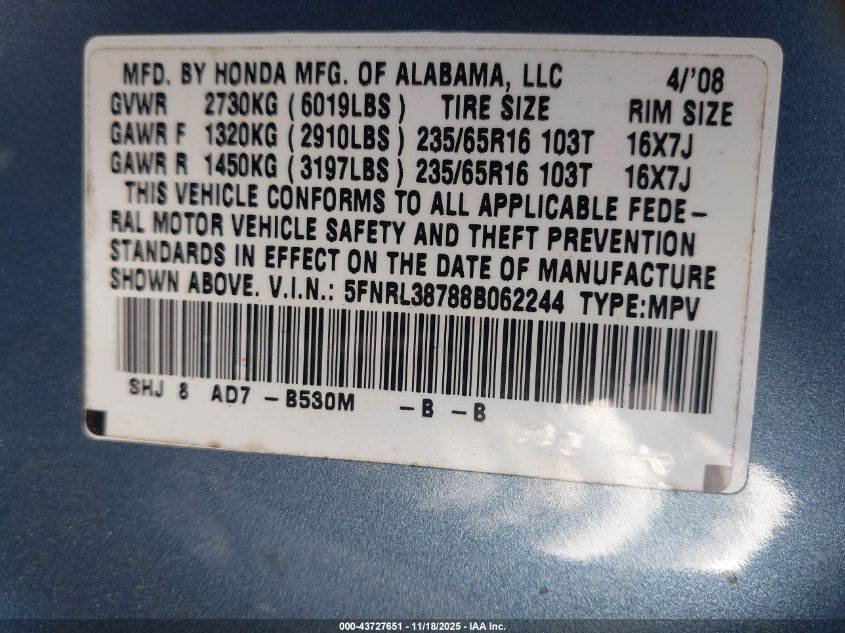 MFD. BY HONDA MFG. OF ALABAMA, LLC 4/'08
GVWR 2730KG (6019LBS) TIRE SIZE RIM SIZE
GAWR F 1320KG (2910LBS) 235/65R16 103T 16X7J
GAWR R 1450KG (3197LBS) 235/65R16 103T 16X7J
THIS VEHICLE CONFORMS TO ALL APPLICABLE FEDE-
RAL MOTOR VEHICLE SAFETY AND THEFT PREVENTION
STANDARDS IN EFFECT ON THE DATE OF MANUFACTURE
SHOWN ABOVE. V.I.N.: 5FNRL38788B062244 TYPE:MPV
SHJ 8 AD7 -B530M -B -B
000-43727651 - 11/18/2025 - IAA Inc.